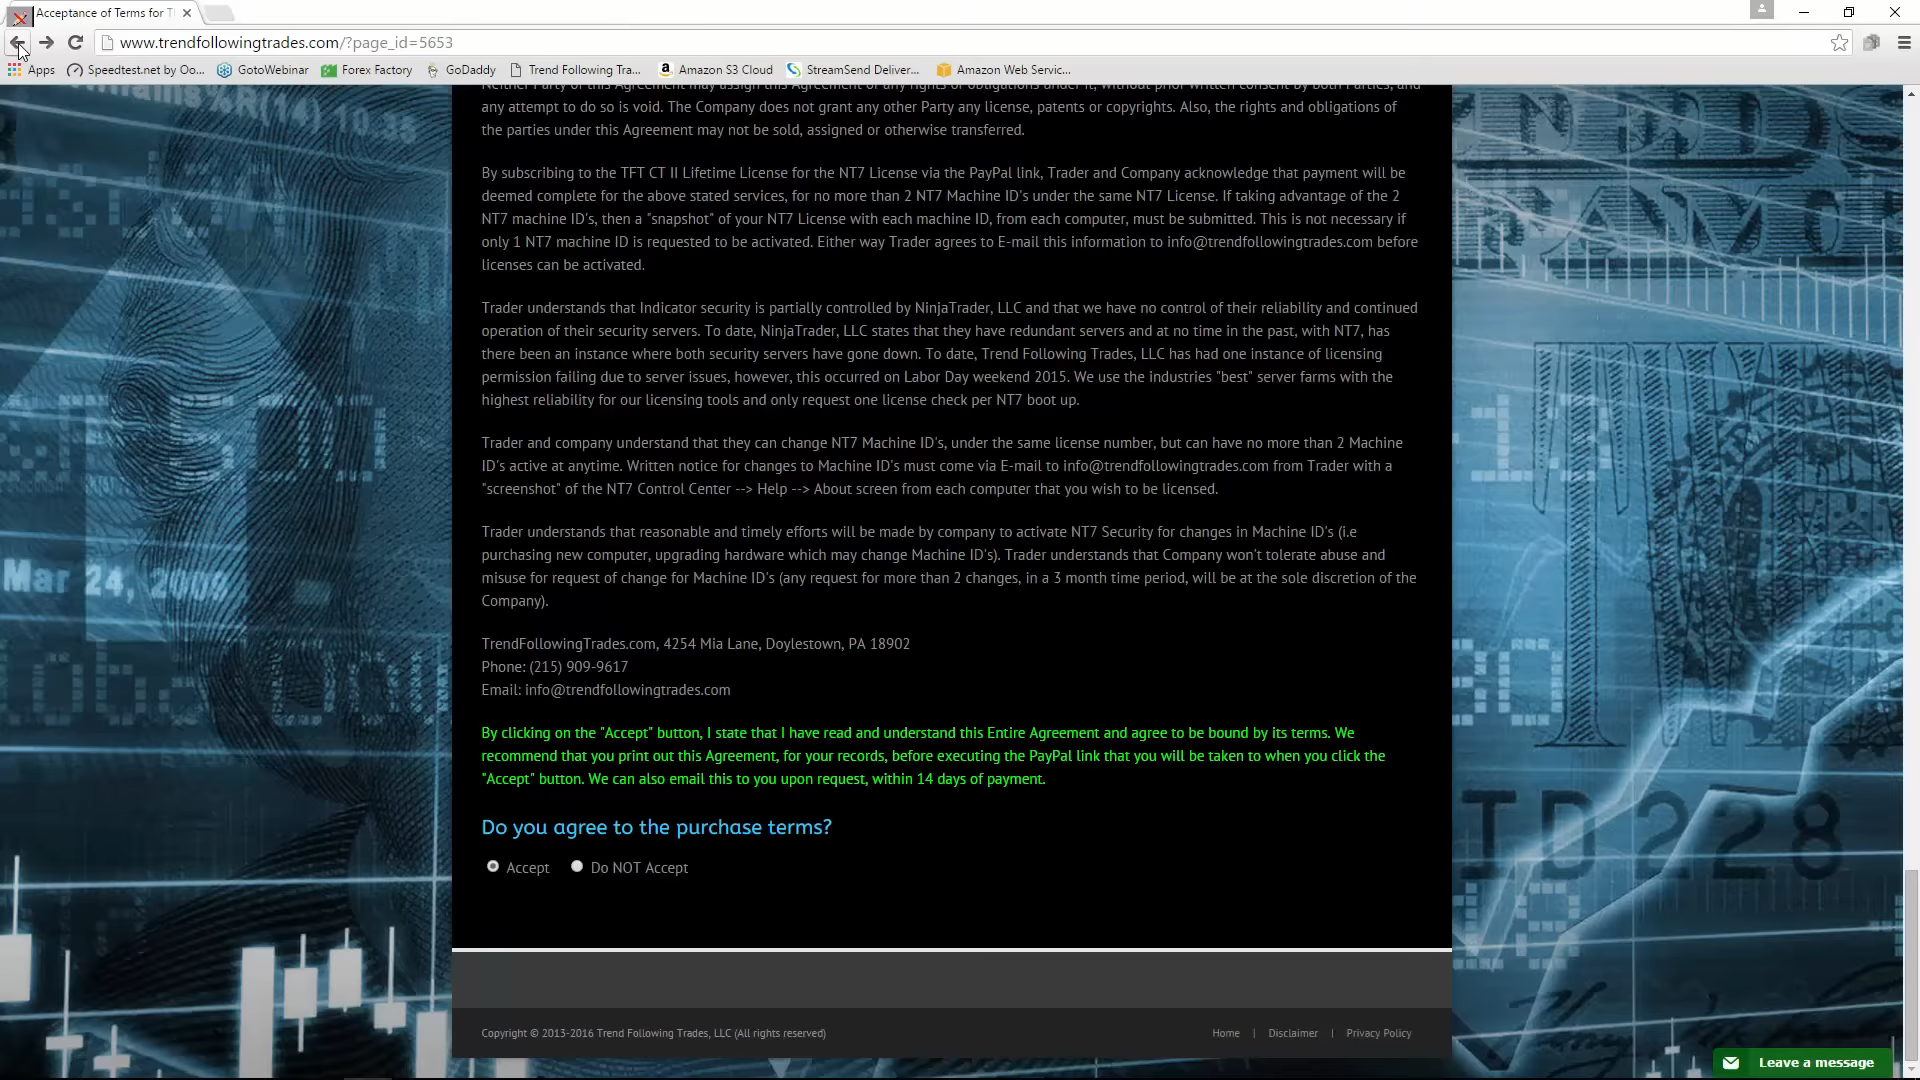 Acceptance of Terms for T
www.trendfollowingtrades.com/?page_id=5653
Apps Speedtest.net by Oo... GotoWebinar Forex Factory GoDaddy Trend Following Tra... Amazon S3 Cloud StreamSend Deliver... Amazon Web Servic...
Neither Party of this Agreement may assign this Agreement or any rights or obligations under it, without prior written consent by both Parties, and
any attempt to do so is void. The Company does not grant any other Party any license, patents or copyrights. Also, the rights and obligations of
the parties under this Agreement may not be sold, assigned or otherwise transferred.
By subscribing to the TFT CT II Lifetime License for the NT7 License via the PayPal link, Trader and Company acknowledge that payment will be
deemed complete for the above stated services, for no more than 2 NT7 Machine ID's under the same NT7 License. If taking advantage of the 2
NT7 machine ID's, then a "snapshot" of your NT7 License with each machine ID, from each computer, must be submitted. This is not necessary if
only 1 NT7 machine ID is requested to be activated. Either way Trader agrees to E-mail this information to info@trendfollowingtrades.com before
licenses can be activated.
Trader understands that Indicator security is partially controlled by NinjaTrader, LLC and that we have no control of their reliability and continued
operation of their security servers. To date, NinjaTrader, LLC states that they have redundant servers and at no time in the past, with NT7, has
there been an instance where both security servers have gone down. To date, Trend Following Trades, LLC has had one instance of licensing
permission failing due to server issues, however, this occurred on Labor Day weekend 2015. We use the industries "best" server farms with the
highest reliability for our licensing tools and only request one license check per NT7 boot up.
Trader and company understand that they can change NT7 Machine ID's, under the same license number, but can have no more than 2 Machine
ID's active at anytime. Written notice for changes to Machine ID's must come via E-mail to info@trendfollowingtrades.com from Trader with a
"screenshot" of the NT7 Control Center --> Help --> About screen from each computer that you wish to be licensed.
Trader understands that reasonable and timely efforts will be made by company to activate NT7 Security for changes in Machine ID's (i.e
purchasing new computer, upgrading hardware which may change Machine ID's). Trader understands that Company won't tolerate abuse and
misuse for request of change for Machine ID's (any request for more than 2 changes, in a 3 month time period, will be at the sole discretion of the
Company).
TrendFollowingTrades.com, 4254 Mia Lane, Doylestown, PA 18902
Phone: (215) 909-9617
Email: info@trendfollowingtrades.com
By clicking on the "Accept" button, I state that I have read and understand this Entire Agreement and agree to be bound by its terms. We
recommend that you print out this Agreement, for your records, before executing the PayPal link that you will be taken to when you click the
"Accept" button. We can also email this to you upon request, within 14 days of payment.
Do you agree to the purchase terms?
Accept Do NOT Accept
Copyright © 2013-2016 Trend Following Trades, LLC (All rights reserved)
Home | Disclaimer | Privacy Policy
Leave a message
Mar 24,